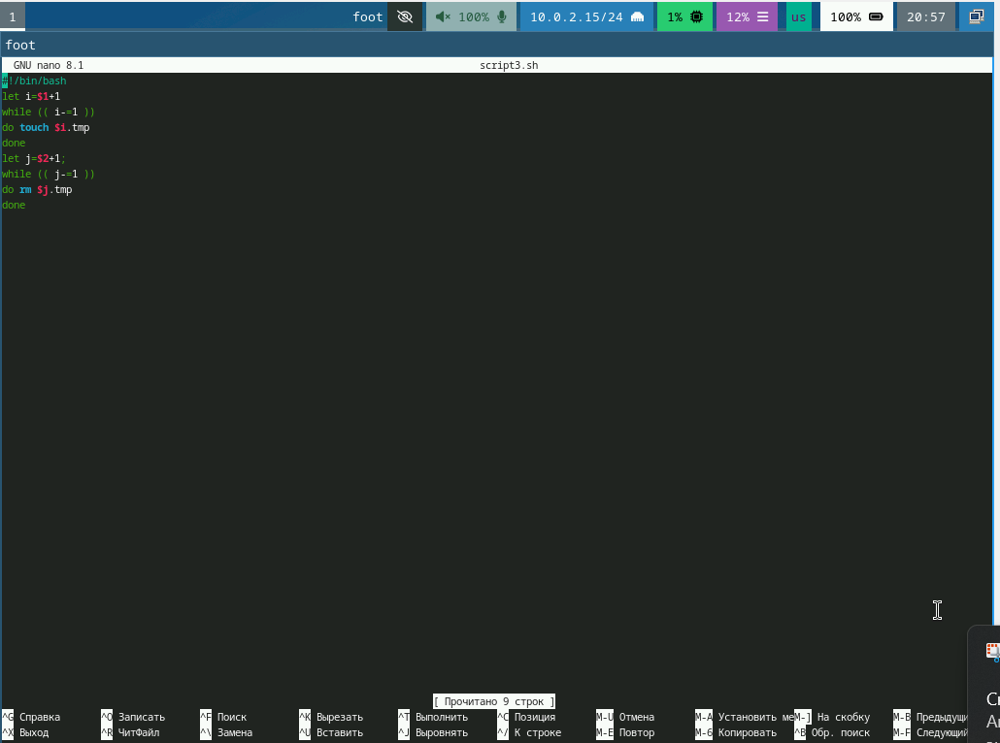 1 foot 100% 10.0.2.15/24 1% 12% us 100% 20:57
foot
GNU nano 8.1 script3.sh
#!/bin/bash
let i=$1+1
while (( i-=1 ))
do touch $i.tmp
done
let j=$2+1;
while (( j-=1 ))
do rm $j.tmp
done
[ Прочитано 9 строк ]
^G Справка ^O Записать ^F Поиск ^K Вырезать ^T Выполнить ^C Позиция M-U Отмена M-A Установить ме M-] На скобку M-B Предыдущи
^X Выход ^R ЧитФайл ^\ Замена ^U Вставить ^J Выровнять ^/ К строке M-E Повтор M-6 Копировать ^B Обр. поиск M-F Следующий